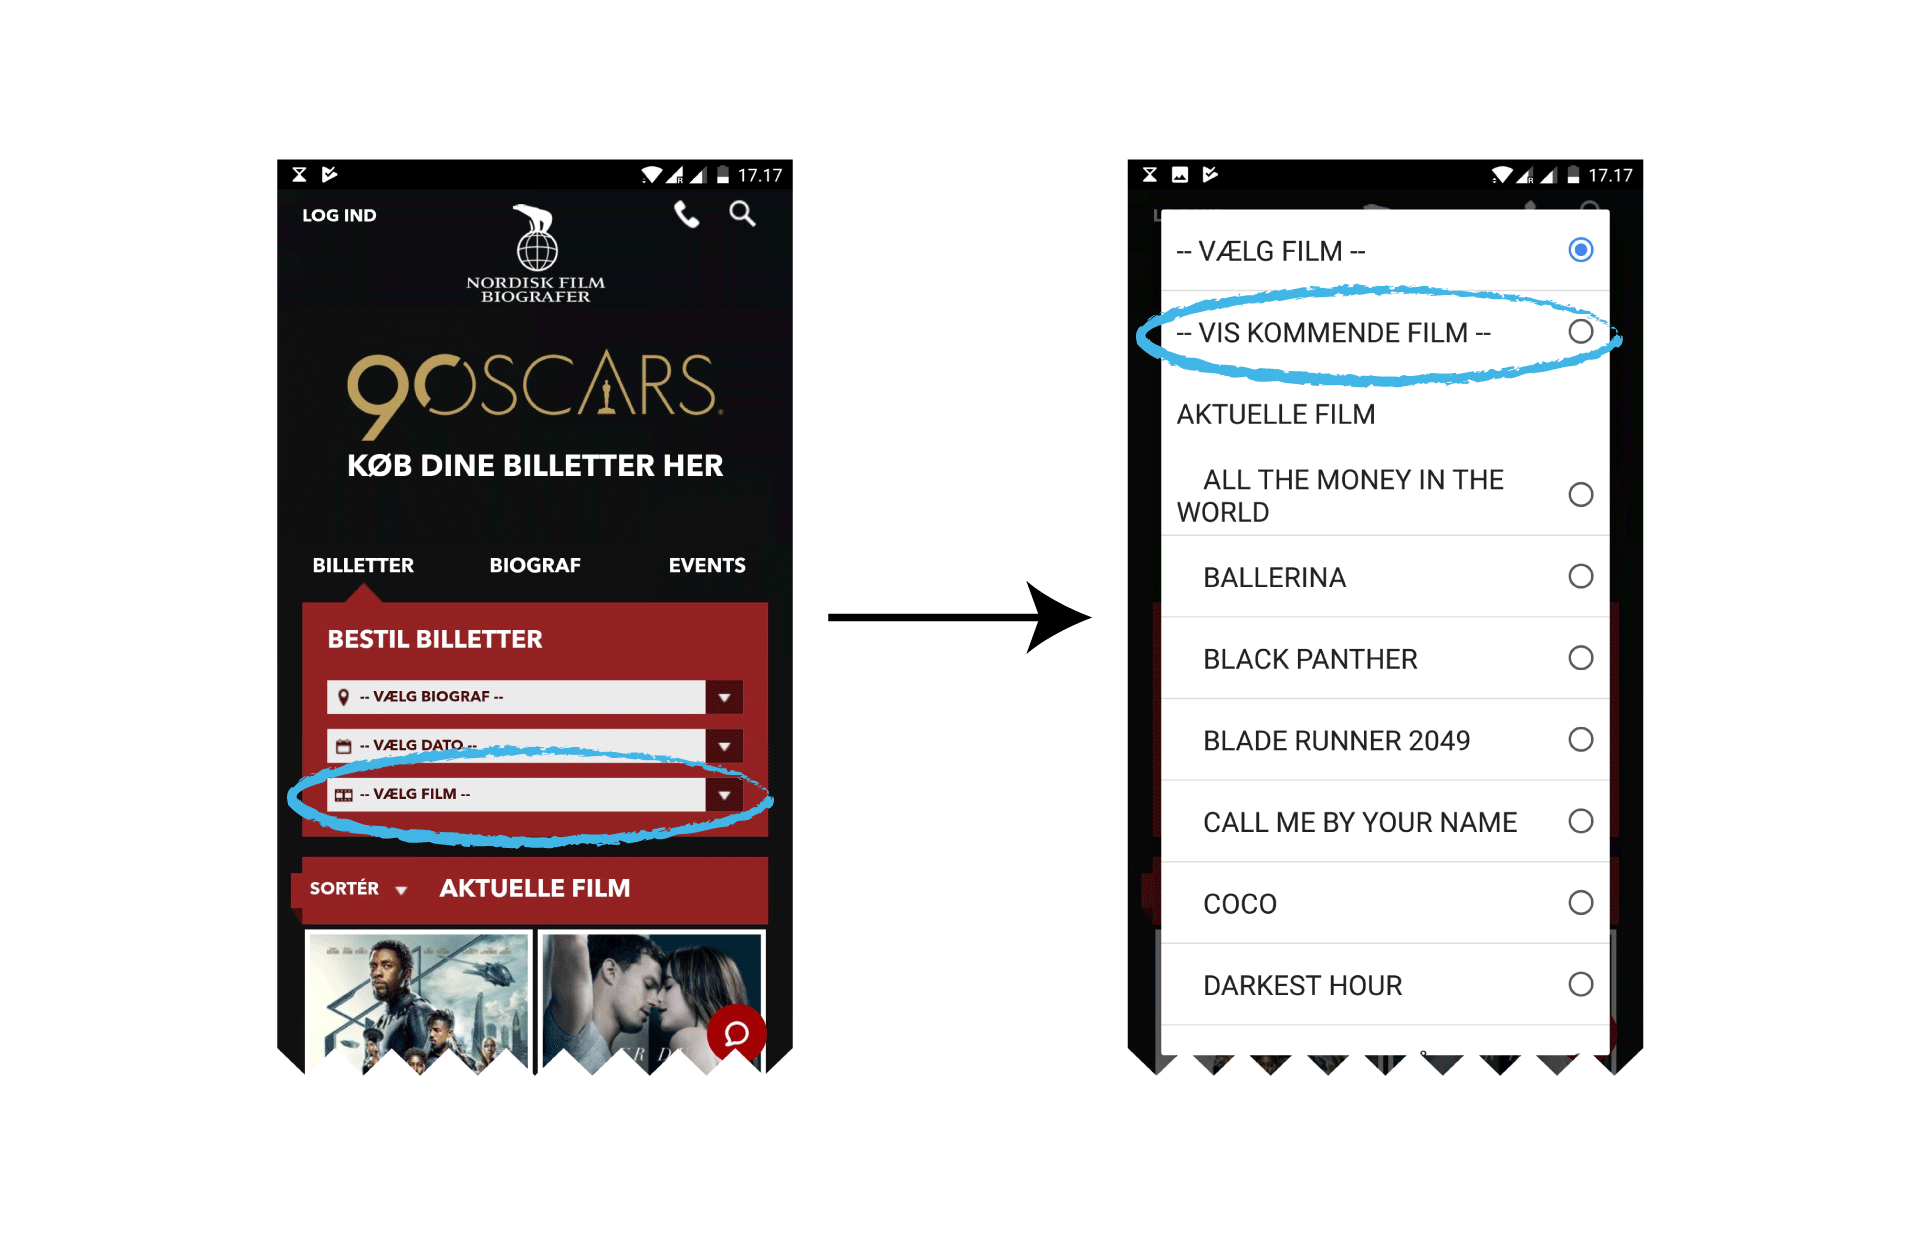 17.17
LOG IND
NORDISK FILM
BIOGRAFER
90SCARS
KØB DINE BILLETTER HER
BILLETTER
BIOGRAF
EVENTS
BESTIL BILLETTER
-- VÆLG BIOGRAF --
-- VÆLG DATO --
-- VÆLG FILM --
SORTÉR
AKTUELLE FILM
17.17
-- VÆLG FILM --
-- VIS KOMMENDE FILM --
AKTUELLE FILM
ALL THE MONEY IN THE
WORLD
BALLERINA
BLACK PANTHER
BLADE RUNNER 2049
CALL ME BY YOUR NAME
COCO
DARKEST HOUR